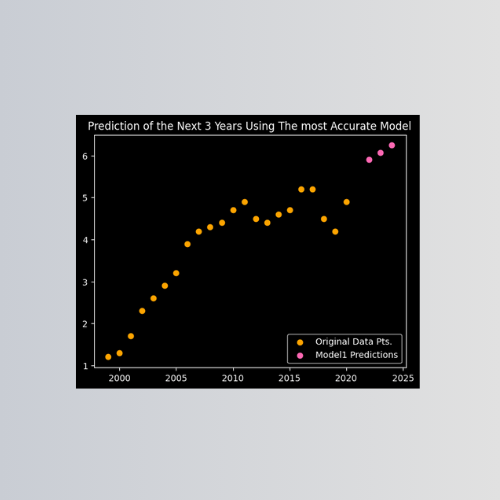 Prediction of the Next 3 Years Using The most Accurate Model
6
5
4
3
2
1
Original Data Pts.
Model1 Predictions
2000 2005 2010 2015 2020 2025